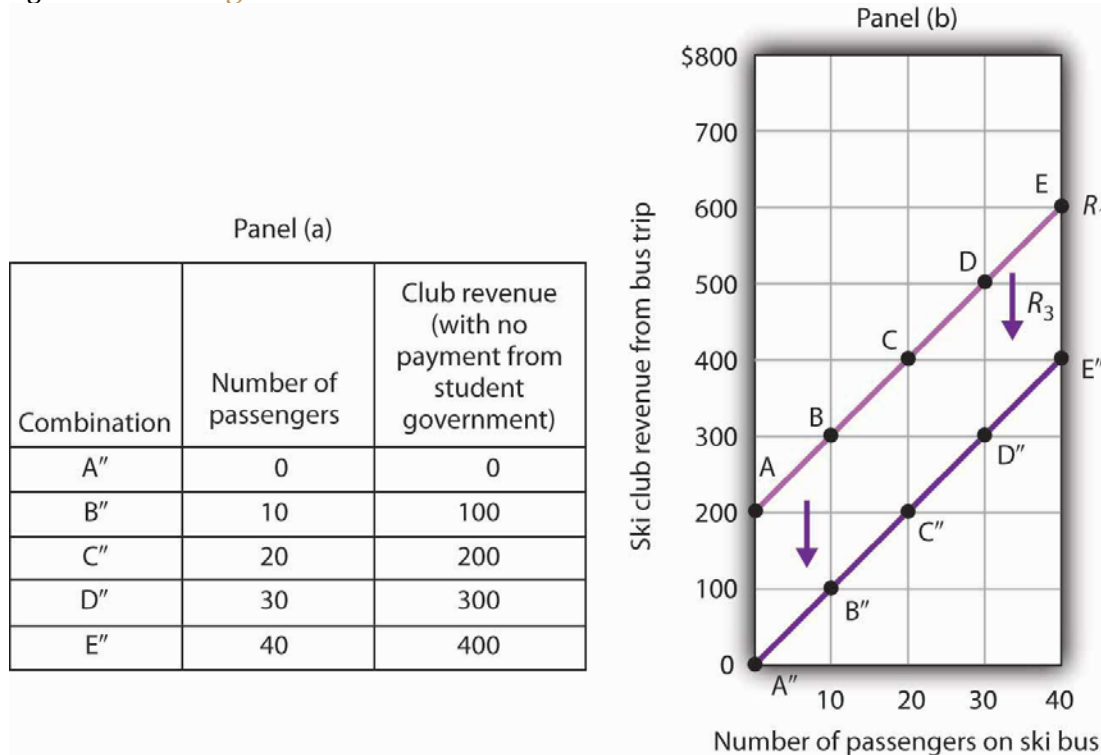 Panel (a)
Combination
Number of
passengers
Club revenue
(with no
payment from
student
government)
A″ 0 0
B″ 10 100
C″ 20 200
D″ 30 300
E″ 40 400
Panel (b)
Ski club revenue from bus trip
$800
700
600
500
400
300
200
100
0
A
B
C
D
E
R₃
A″
B″
C″
D″
E″
10 20 30 40
Number of passengers on ski bus